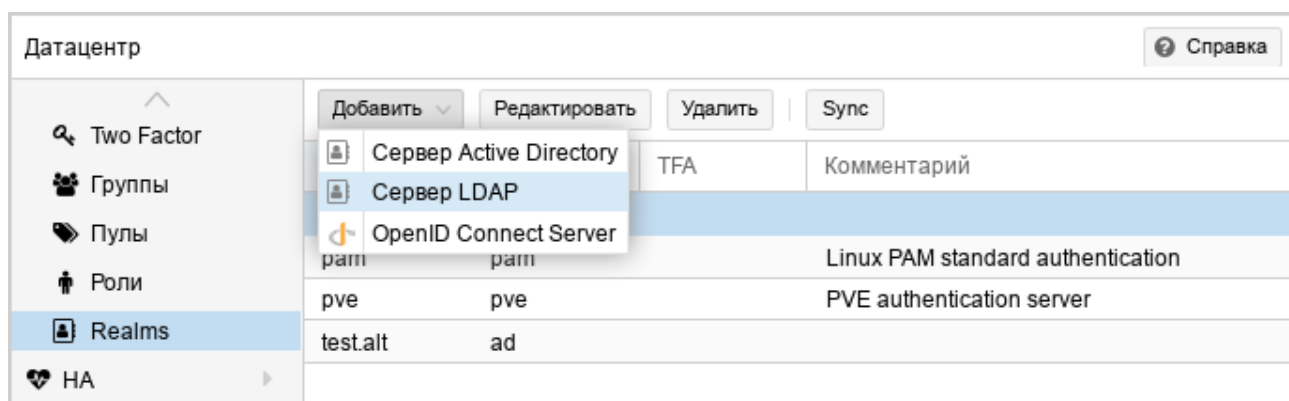 Датацентр
Справка
Two Factor
Группы
Пулы
Роли
Realms
HA
Добавить
Редактировать
Удалить
Sync
Сервер Active Directory
Сервер LDAP
OpenID Connect Server
TFA
Комментарий
pam pam Linux PAM standard authentication
pve pve PVE authentication server
test.alt ad